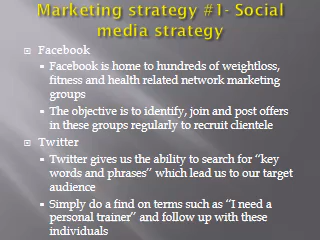 Marketing strategy #1- Social
media strategy
Facebook
Facebook is home to hundreds of weightloss,
fitness and health related network marketing
groups
The objective is to identify, join and post offers
in these groups regularly to recruit clientele
Twitter
Twitter gives us the ability to search for “key
words and phrases” which lead us to our target
audience
Simply do a find on terms such as “I need a
personal trainer” and follow up with these
individuals